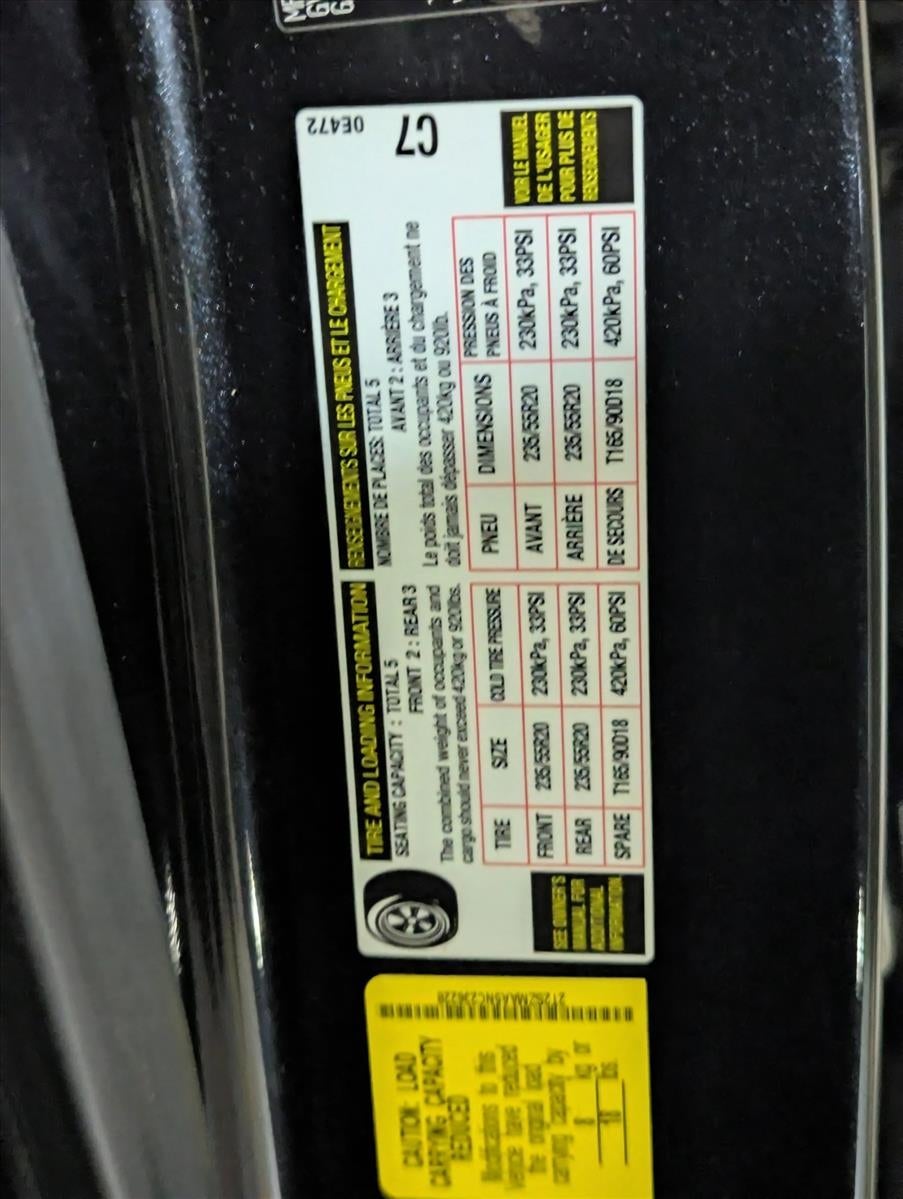 TIRE AND LOADING INFORMATION
SEATING CAPACITY : TOTAL 5
FRONT 2 : REAR 3
The combined weight of occupants and
cargo should never exceed 420kg or 920lbs.
TIRE SIZE COLD TIRE PRESSURE
FRONT 235/55R20 230kPa, 33PSI
REAR 235/55R20 230kPa, 33PSI
SPARE T165/90D18 420kPa, 60PSI
SEE OWNER'S
MANUAL FOR
ADDITIONAL
INFORMATION
RENSEIGNEMENTS SUR LES PNEUS ET LE CHARGEMENT
NOMBRE DE PLACES: TOTAL 5
AVANT 2 : ARRIÈRE 3
Le poids total des occupants et du chargement ne
doit jamais dépasser 420kg ou 920lb.
PNEU DIMENSIONS PRESSION DES
PNEUS À FROID
AVANT 235/55R20 230kPa, 33PSI
ARRIÈRE 235/55R20 230kPa, 33PSI
DE SECOURS T165/90D18 420kPa, 60PSI
VOIR LE MANUEL
DE L'USAGER
POUR PLUS DE
RENSEIGNEMENTS
0E472
C7
CAUTION: LOAD
CARRYING CAPACITY
REDUCED
Modifications to this
vehicle have reduced
the original load
carrying capacity by
8 kg or
18 lbs.